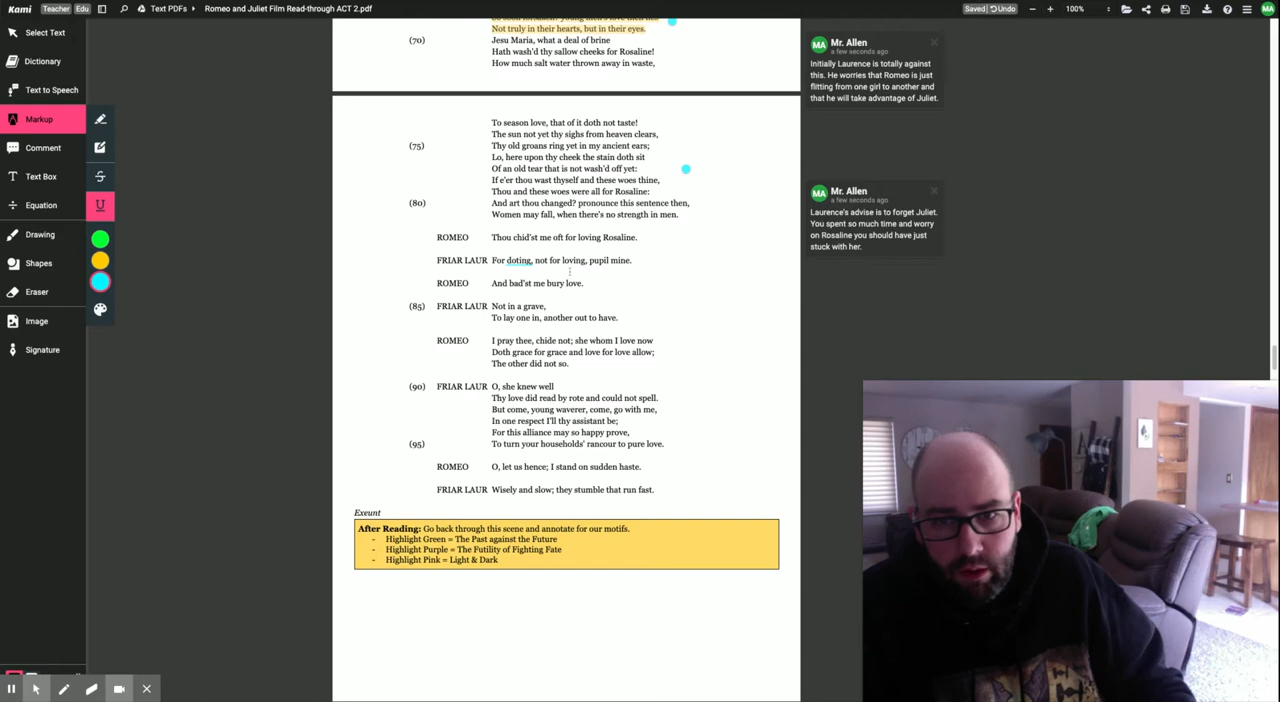 Kami Teacher Edu Text PDFs Romeo and Juliet Film Read-through ACT 2.pdf Saved Undo 100% MA
Select Text
Dictionary
Text to Speech
Markup
Comment
Text Box
Equation
Drawing
Shapes
Eraser
Image
Signature
Not truly in their hearts, but in their eyes.
(70) Jesu Maria, what a deal of brine
Hath wash'd thy sallow cheeks for Rosaline!
How much salt water thrown away in waste,
To season love, that of it doth not taste!
The sun not yet thy sighs from heaven clears,
(75) Thy old groans ring yet in my ancient ears;
Lo, here upon thy cheek the stain doth sit
Of an old tear that is not wash'd off yet:
If e'er thou wast thyself and these woes thine,
Thou and these woes were all for Rosaline:
(80) And art thou changed? pronounce this sentence then,
Women may fall, when there's no strength in men.
ROMEO Thou chid'st me oft for loving Rosaline.
FRIAR LAUR For doting, not for loving, pupil mine.
ROMEO And bad'st me bury love.
(85) FRIAR LAUR Not in a grave,
To lay one in, another out to have.
ROMEO I pray thee, chide not; she whom I love now
Doth grace for grace and love for love allow;
The other did not so.
(90) FRIAR LAUR O, she knew well
Thy love did read by rote and could not spell.
But come, young waverer, come, go with me,
In one respect I'll thy assistant be;
For this alliance may so happy prove,
(95) To turn your households' rancour to pure love.
ROMEO O, let us hence; I stand on sudden haste.
FRIAR LAUR Wisely and slow; they stumble that run fast.
Exeunt
After Reading: Go back through this scene and annotate for our motifs.
- Highlight Green = The Past against the Future
- Highlight Purple = The Futility of Fighting Fate
- Highlight Pink = Light & Dark
MA Mr. Allen
a few seconds ago
Initially Laurence is totally against
this. He worries that Romeo is just
flitting from one girl to another and
that he will take advantage of Juliet.
MA Mr. Allen
a few seconds ago
Laurence's advise is to forget Juliet.
You spent so much time and worry
on Rosaline you should have just
stuck with her.